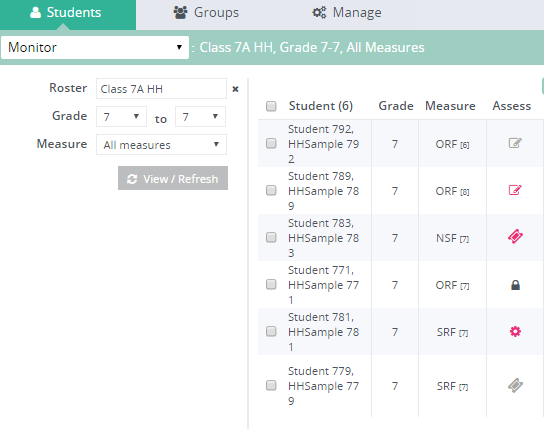 Students Groups Manage
Monitor : Class 7A HH, Grade 7-7, All Measures
Roster Class 7A HH
Grade 7 to 7
Measure All measures
View / Refresh
Student (6) Grade Measure Assess
Student 792,
HHSample 79
2
7 ORF [6]
Student 789,
HHSample 78
9
7 ORF [8]
Student 783,
HHSample 78
3
7 NSF [7]
Student 771,
HHSample 77
1
7 ORF [7]
Student 781,
HHSample 78
1
7 SRF [7]
Student 779,
HHSample 77
9
7 SRF [7]